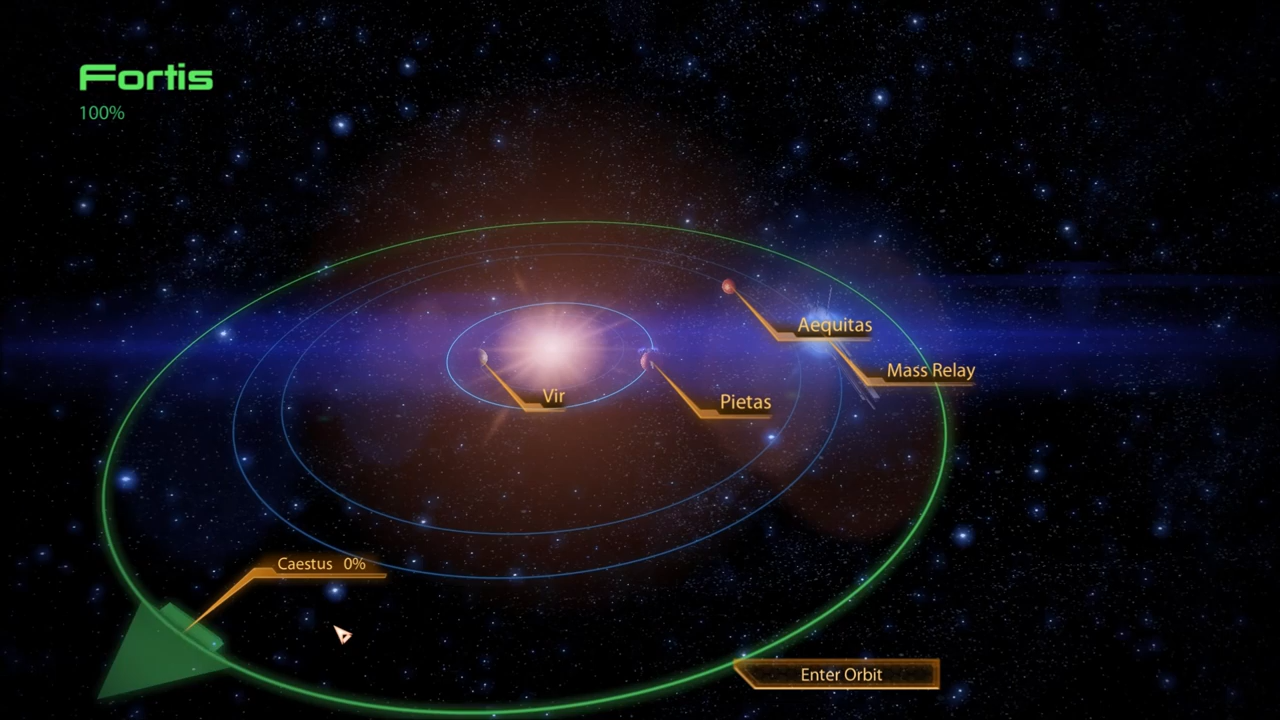 Fortis
100%
Aequitas
Mass Relay
Vir
Pietas
Caestus 0%
Enter Orbit